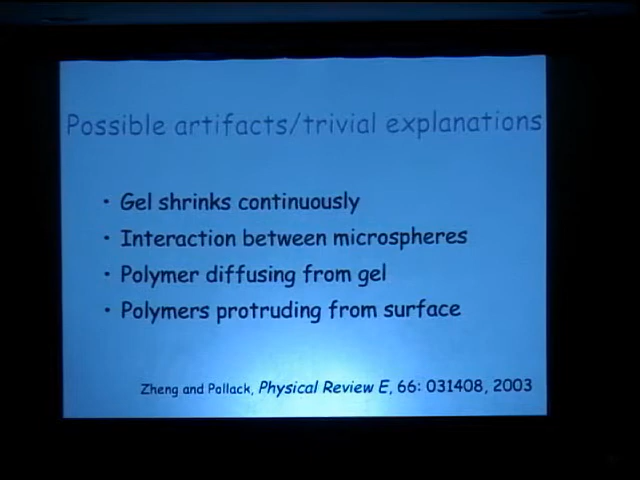 Possible artifacts/trivial explanations
• Gel shrinks continuously
• Interaction between microspheres
• Polymer diffusing from gel
• Polymers protruding from surface
Zheng and Pollack, Physical Review E, 66: 031408, 2003